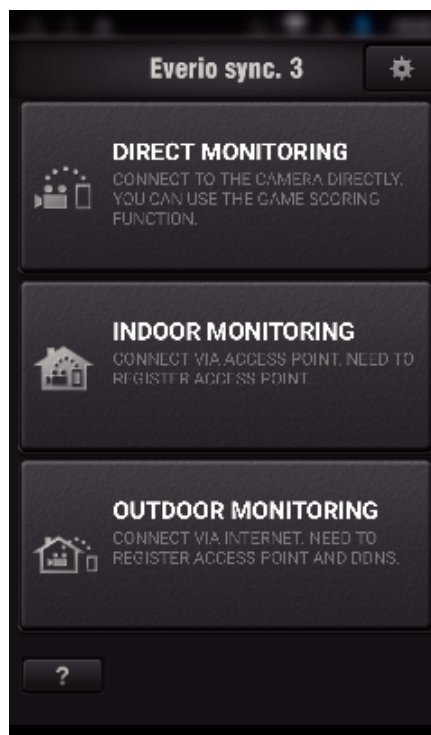 Everio sync. 3
DIRECT MONITORING
CONNECT TO THE CAMERA DIRECTLY.
YOU CAN USE THE GAME SCORING
FUNCTION.
INDOOR MONITORING
CONNECT VIA ACCESS POINT. NEED TO
REGISTER ACCESS POINT.
OUTDOOR MONITORING
CONNECT VIA INTERNET. NEED TO
REGISTER ACCESS POINT AND DDNS.
?